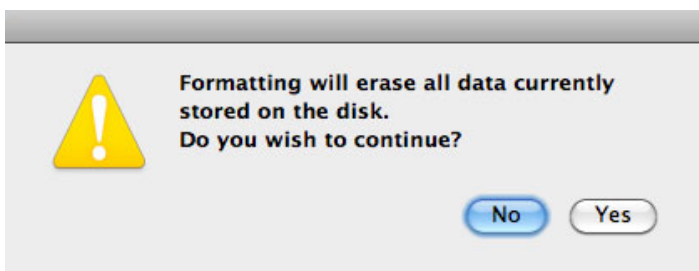 Formatting will erase all data currently
stored on the disk.
Do you wish to continue?
No Yes